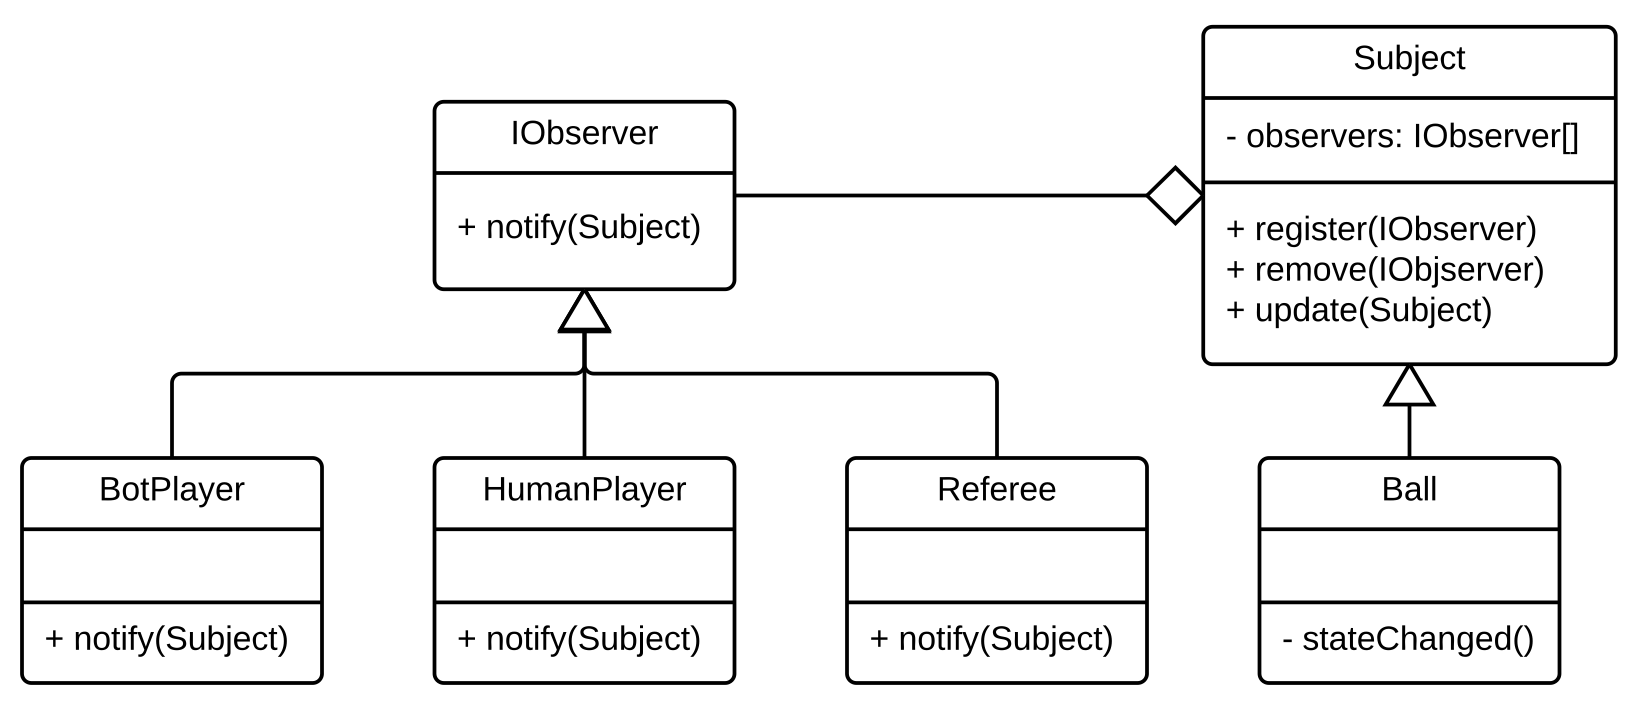 Subject
- observers: IObserver[]
+ register(IObserver)
+ remove(IObjserver)
+ update(Subject)
IObserver
+ notify(Subject)
BotPlayer
+ notify(Subject)
HumanPlayer
+ notify(Subject)
Referee
+ notify(Subject)
Ball
- stateChanged()